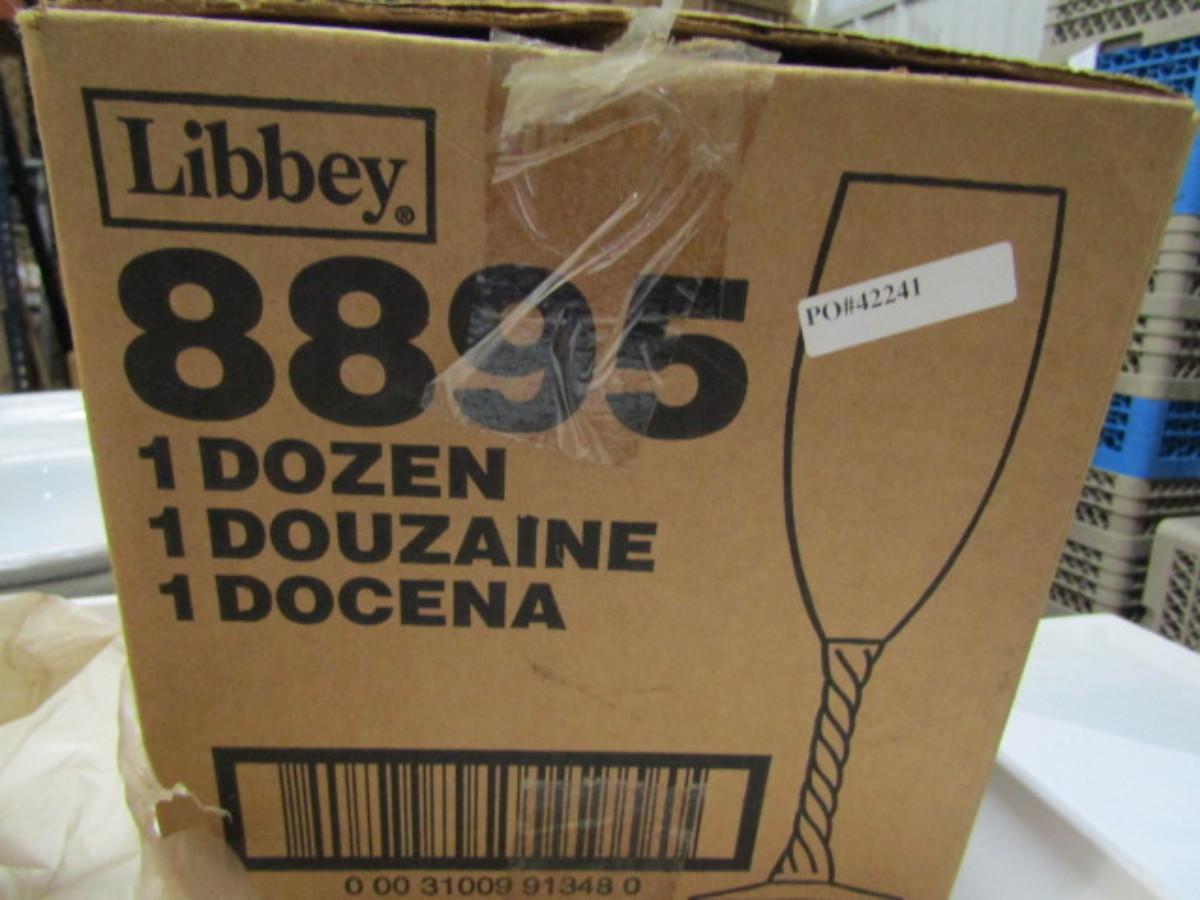 Libbey®
8895
1 DOZEN
1 DOUZAINE
1 DOCENA
PO#42241
0 00 31009 91348 0